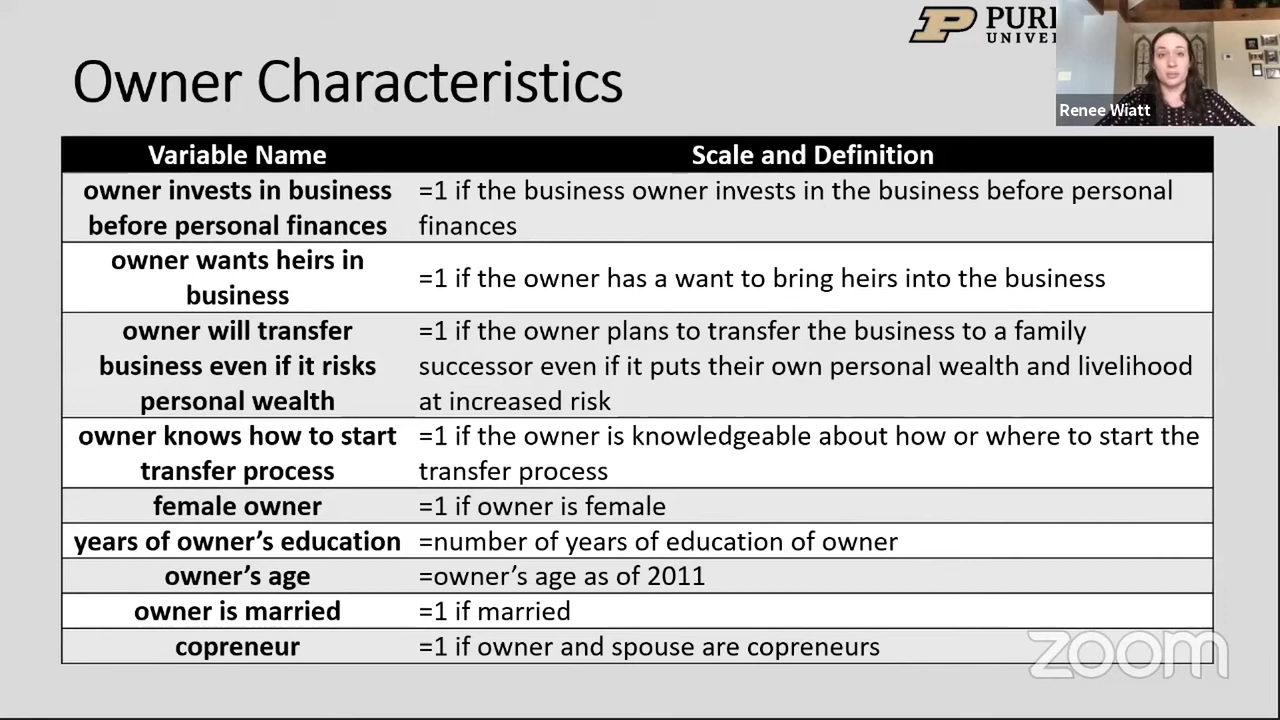 PUR
UNIVE
Renee Wiatt
Owner Characteristics
Variable Name Scale and Definition
owner invests in business before personal finances =1 if the business owner invests in the business before personal finances
owner wants heirs in business =1 if the owner has a want to bring heirs into the business
owner will transfer business even if it risks personal wealth =1 if the owner plans to transfer the business to a family successor even if it puts their own personal wealth and livelihood at increased risk
owner knows how to start transfer process =1 if the owner is knowledgeable about how or where to start the transfer process
female owner =1 if owner is female
years of owner's education =number of years of education of owner
owner's age =owner's age as of 2011
owner is married =1 if married
copreneur =1 if owner and spouse are copreneurs
zoom